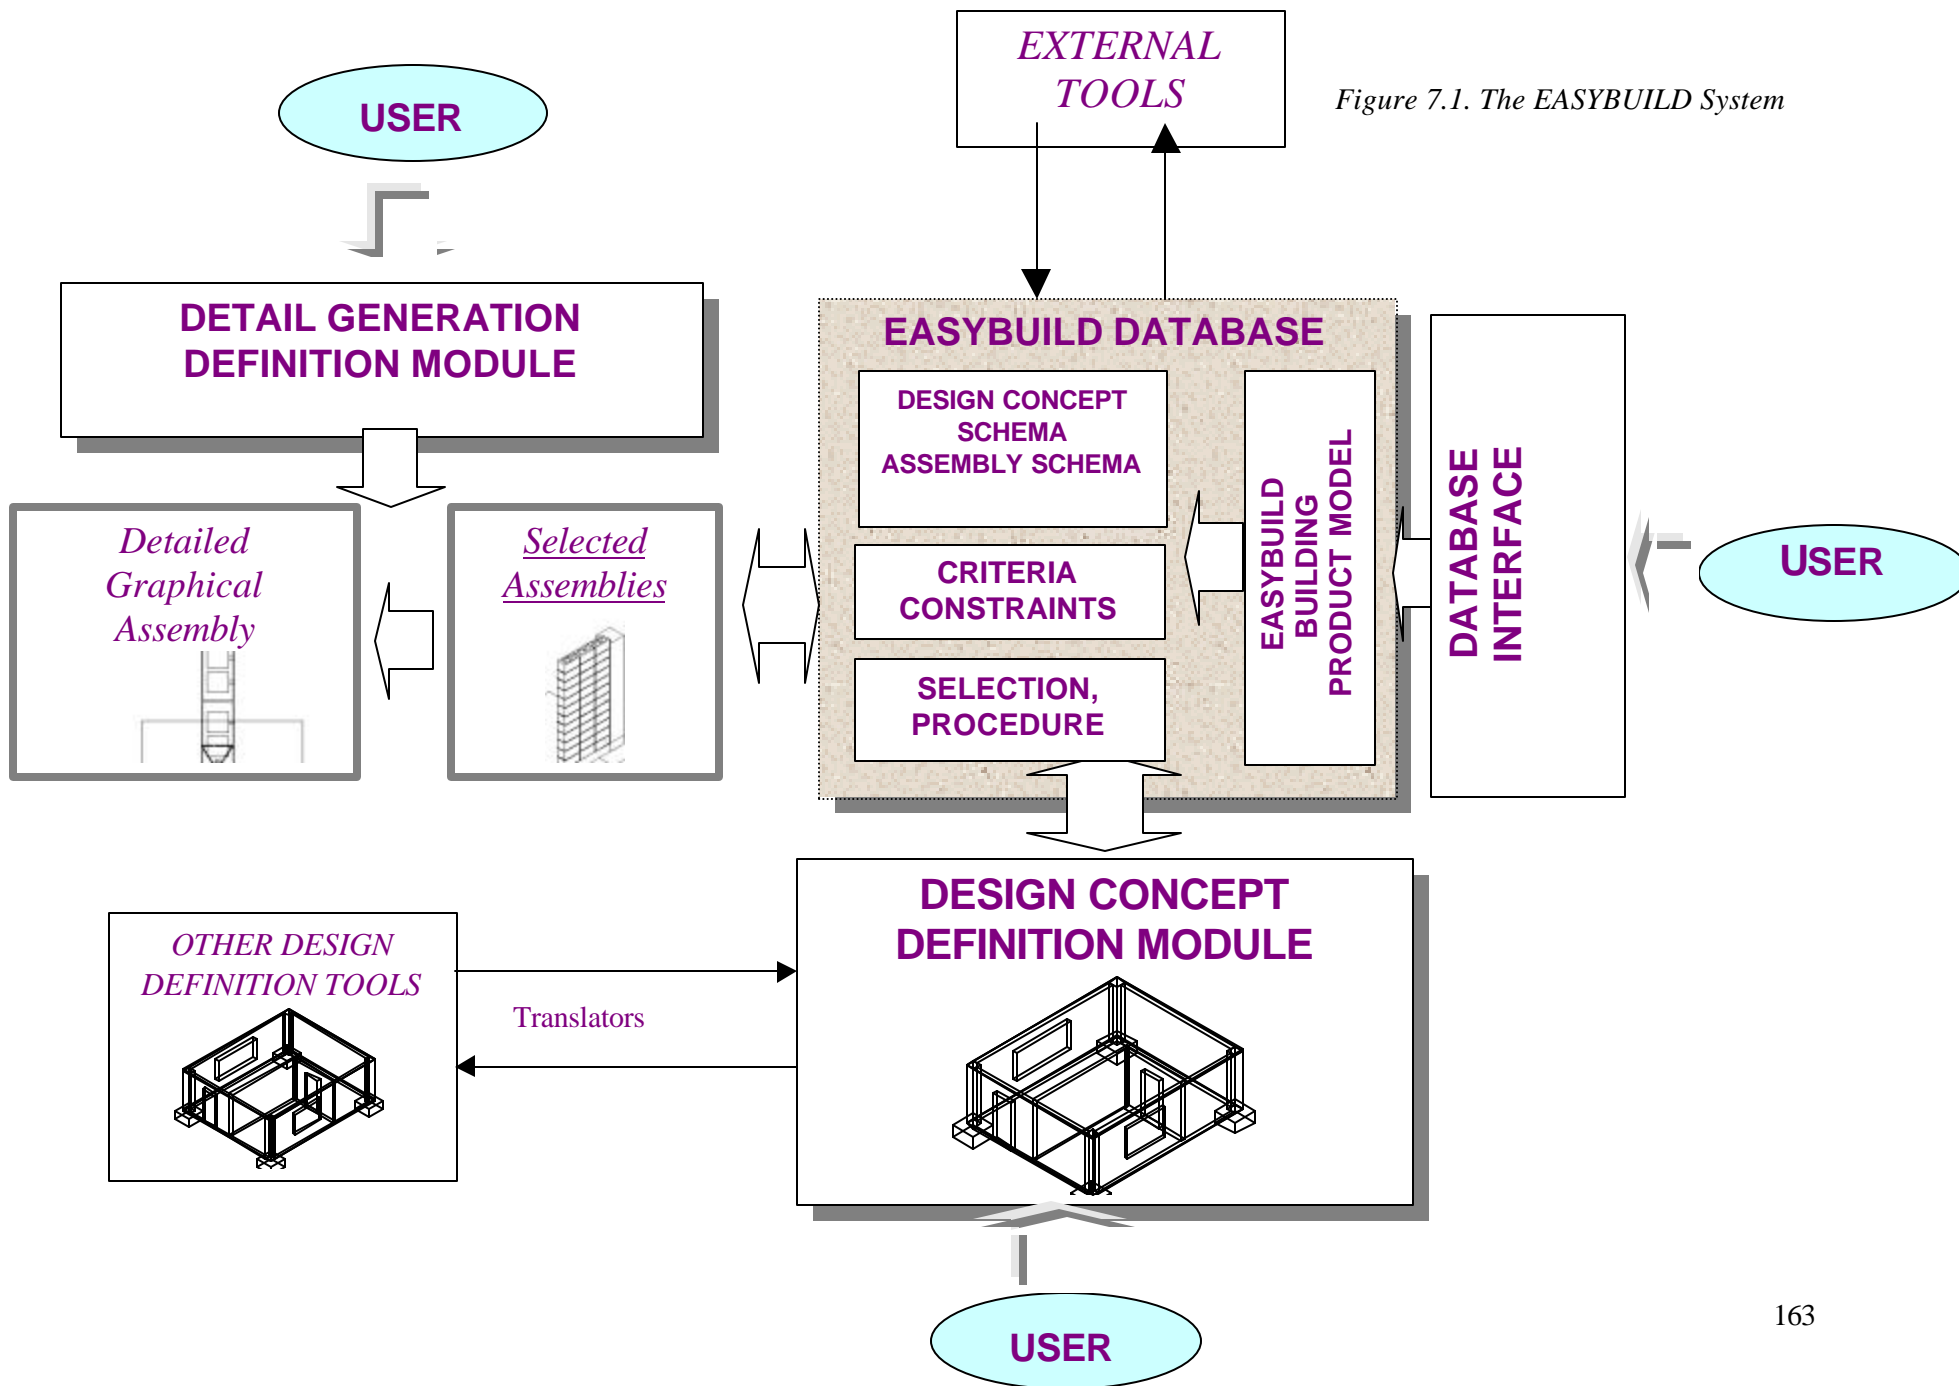 EXTERNAL
TOOLS
Figure 7.1. The EASYBUILD System
USER
DETAIL GENERATION
DEFINITION MODULE
EASYBUILD DATABASE
DESIGN CONCEPT
SCHEMA
ASSEMBLY SCHEMA
CRITERIA
CONSTRAINTS
SELECTION,
PROCEDURE
EASYBUILD
BUILDING
PRODUCT MODEL
DATABASE
INTERFACE
USER
Detailed
Graphical
Assembly
Selected
Assemblies
DESIGN CONCEPT
DEFINITION MODULE
OTHER DESIGN
DEFINITION TOOLS
Translators
USER
163